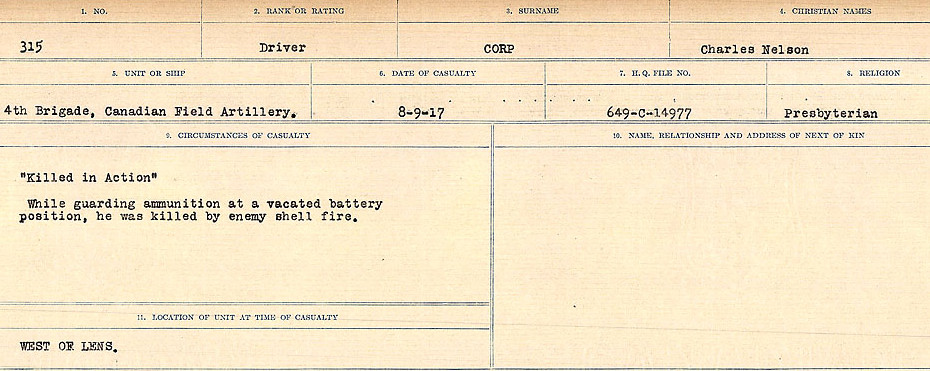 1. NO. 2. RANK OR RATING 3. SURNAME 4. CHRISTIAN NAMES
315 Driver CORP Charles Nelson
5. UNIT OR SHIP 6. DATE OF CASUALTY 7. H. Q. FILE NO. 8. RELIGION
4th Brigade, Canadian Field Artillery. 8-9-17 649-C-14977 Presbyterian
9. CIRCUMSTANCES OF CASUALTY 10. NAME, RELATIONSHIP AND ADDRESS OF NEXT OF KIN
"Killed in Action"
While guarding ammunition at a vacated battery
position, he was killed by enemy shell fire.
11. LOCATION OF UNIT AT TIME OF CASUALTY
WEST OF LENS.